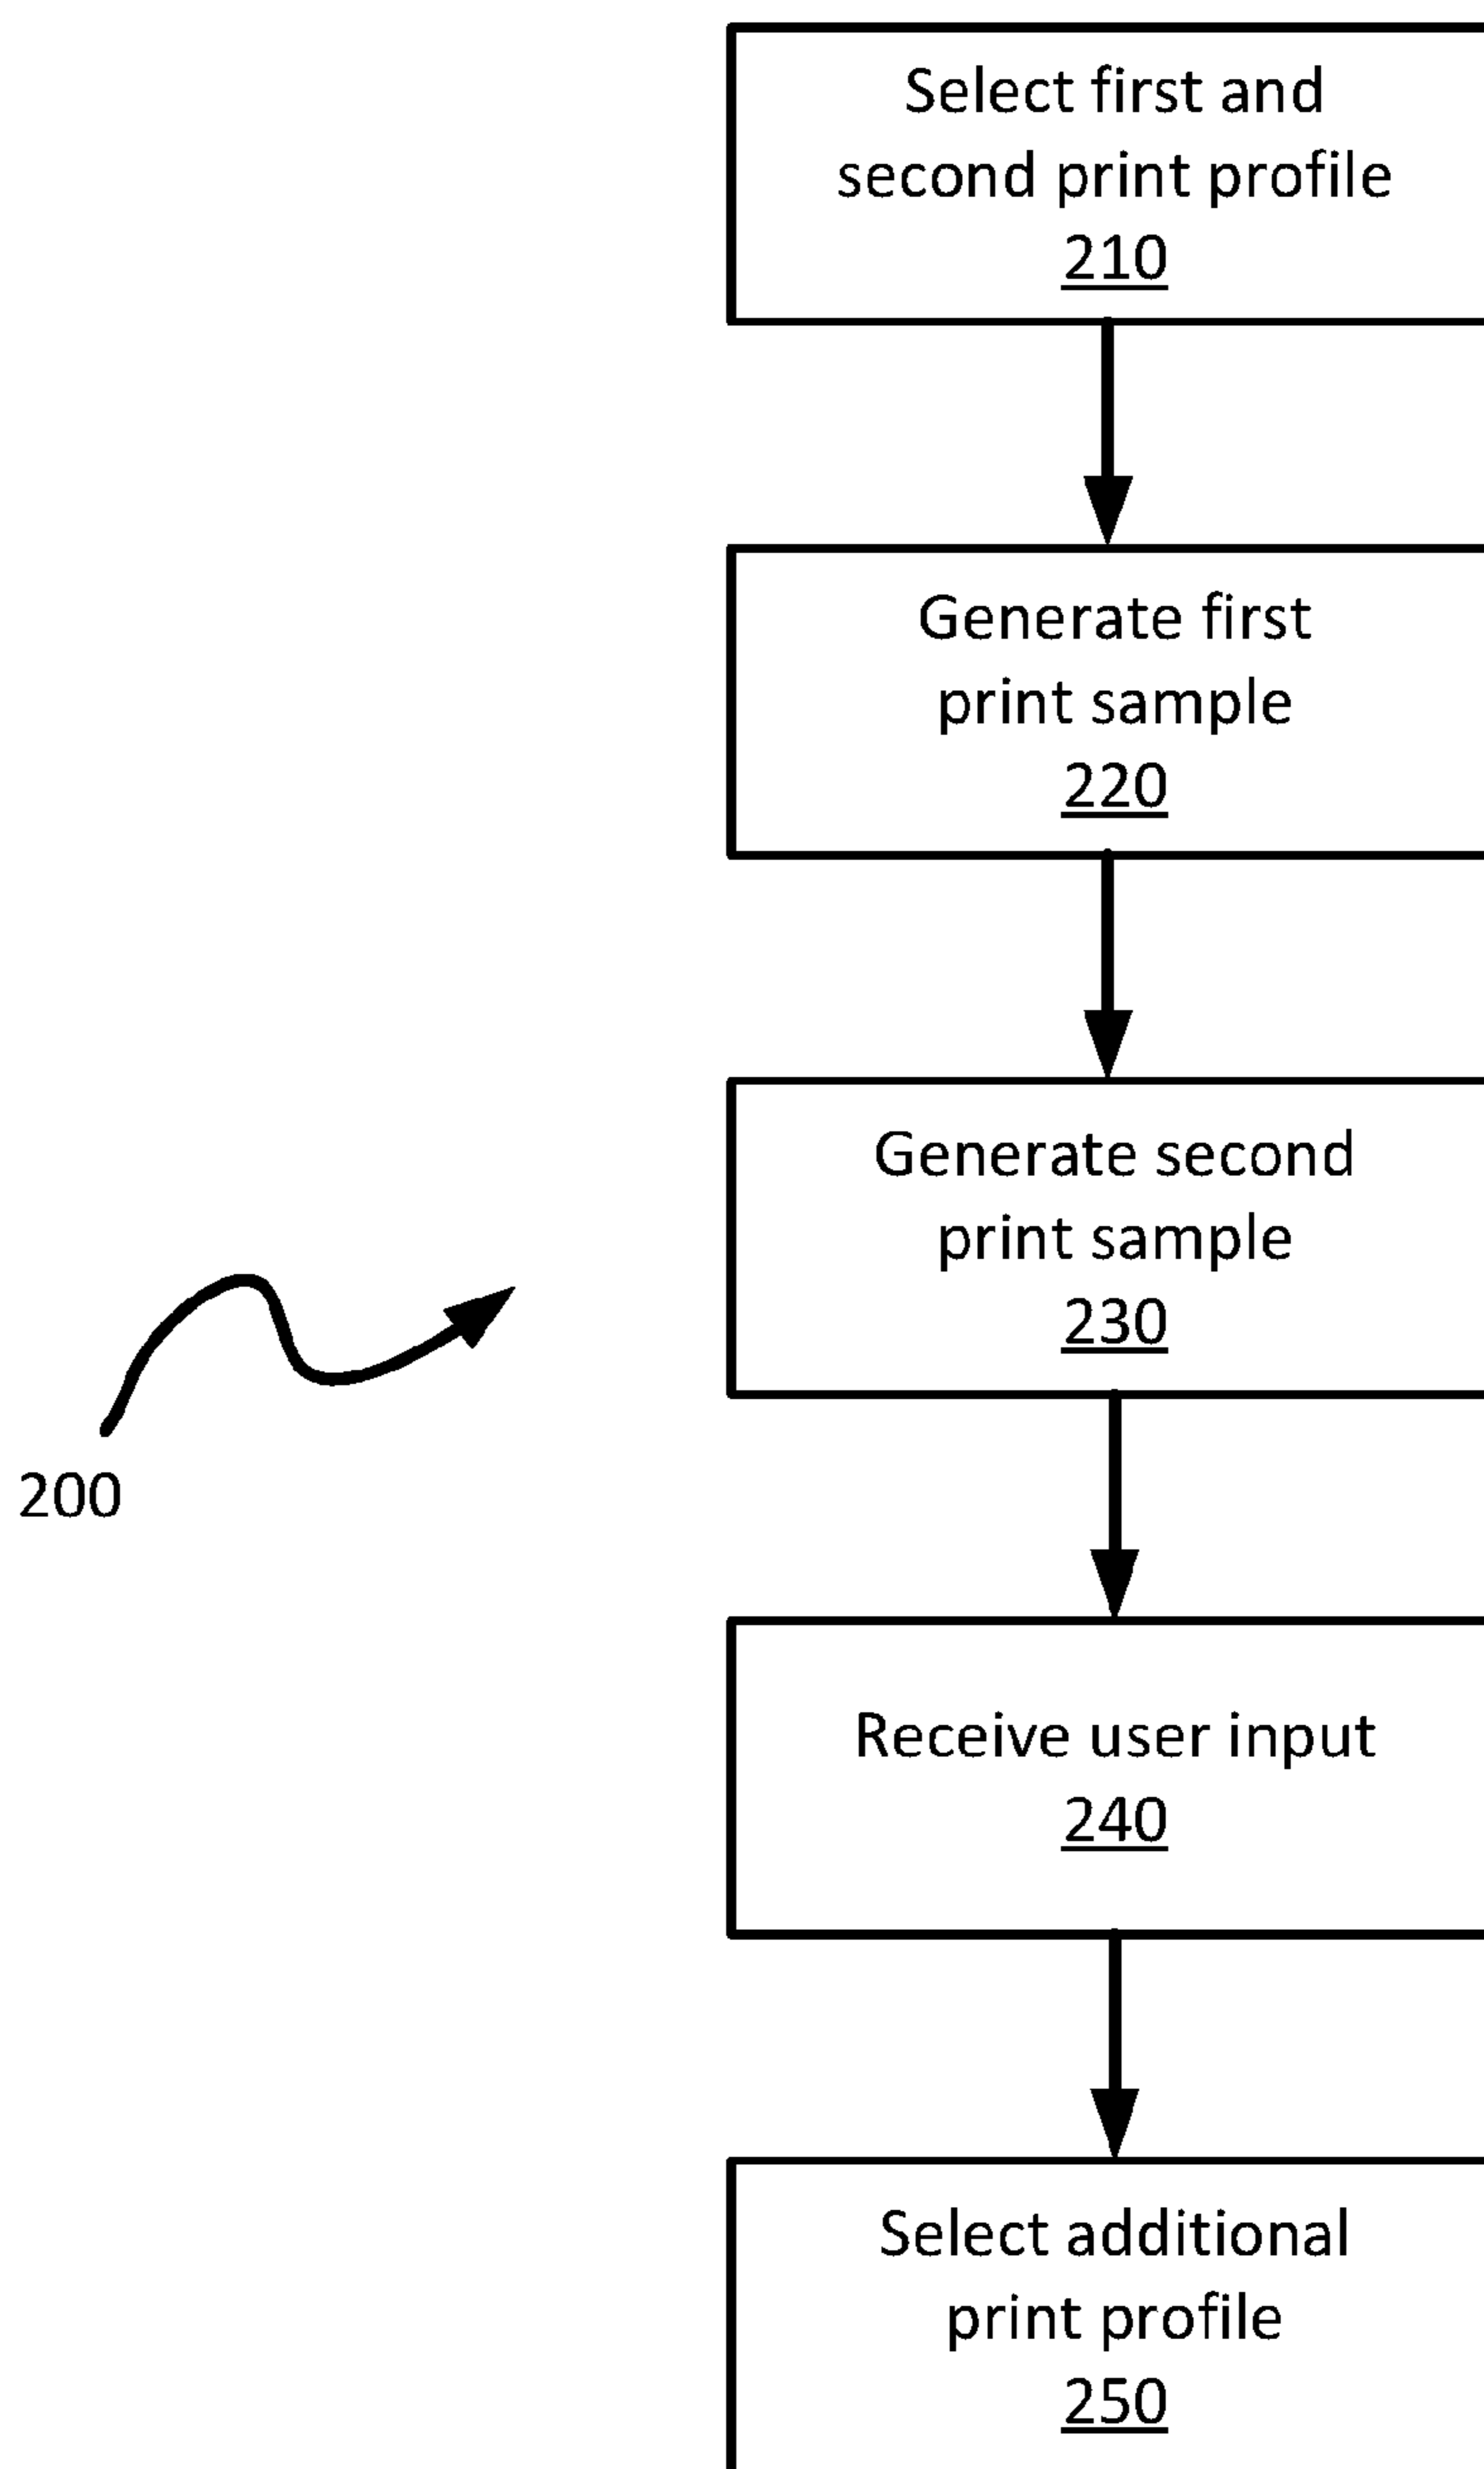 Select first and
second print profile
210
Generate first
print sample
220
Generate second
print sample
230
200
Receive user input
240
Select additional
print profile
250